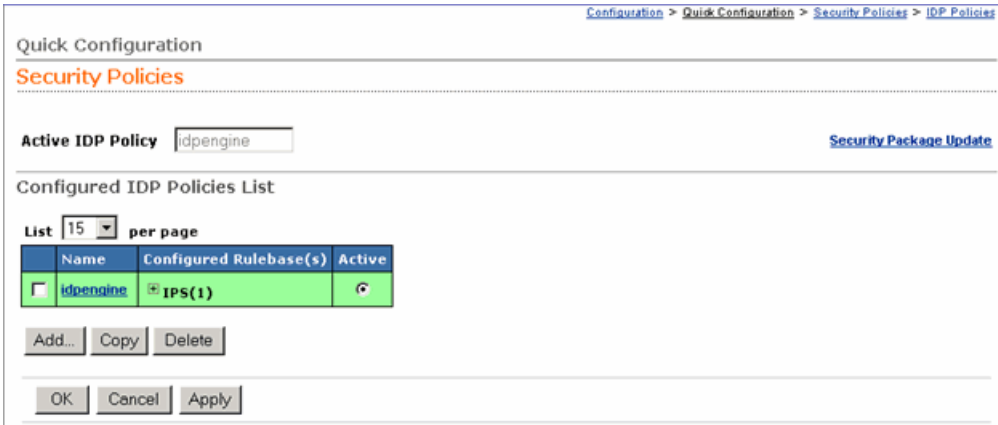 Configuration > Quick Configuration > Security Policies > IDP Policies
Quick Configuration
Security Policies
Active IDP Policy idpengine Security Package Update
Configured IDP Policies List
List 15 per page
Name Configured Rulebase(s) Active
idpengine IPS(1)
Add... Copy Delete
OK Cancel Apply